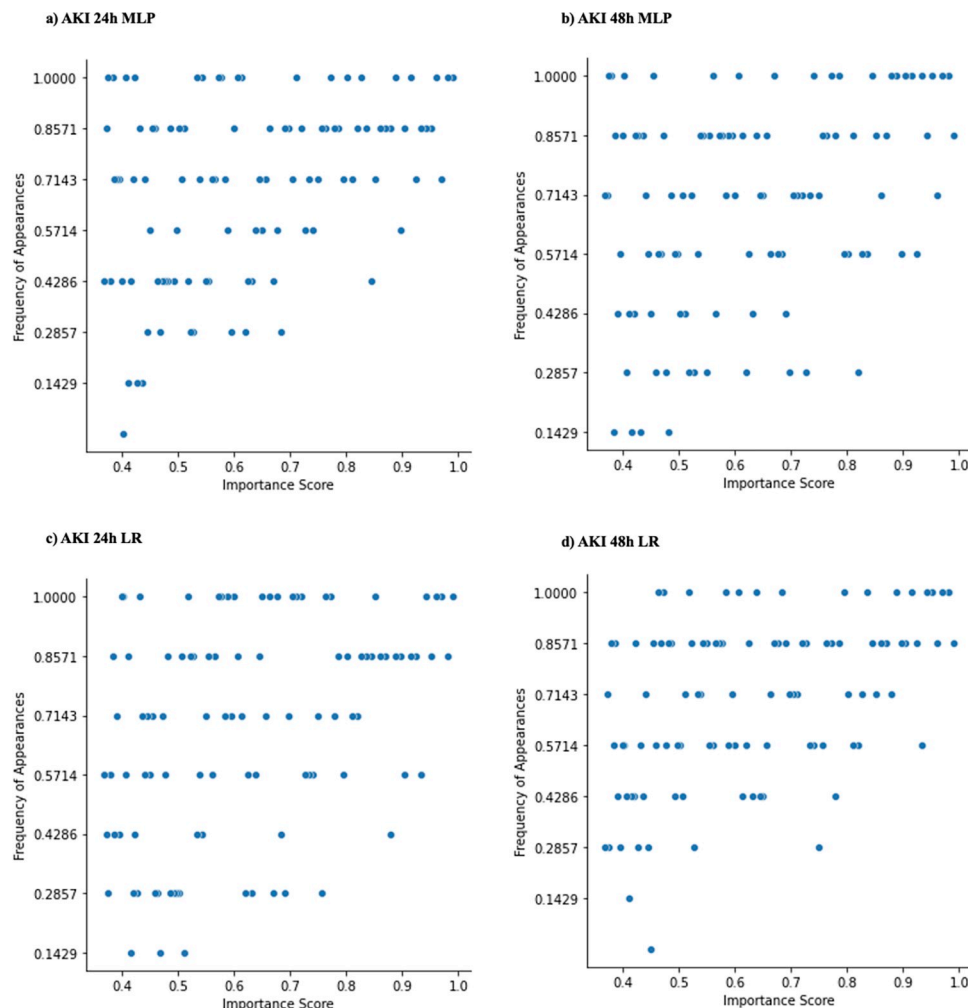 a) AKI 24h MLP
1.0000
0.8571
0.7143
0.5714
0.4286
0.2857
0.1429
Frequency of Appearances
0.4 0.5 0.6 0.7 0.8 0.9 1.0
Importance Score
b) AKI 48h MLP
1.0000
0.8571
0.7143
0.5714
0.4286
0.2857
0.1429
Frequency of Appearances
0.4 0.5 0.6 0.7 0.8 0.9 1.0
Importance Score
c) AKI 24h LR
1.0000
0.8571
0.7143
0.5714
0.4286
0.2857
0.1429
Frequency of Appearances
0.4 0.5 0.6 0.7 0.8 0.9 1.0
Importance Score
d) AKI 48h LR
1.0000
0.8571
0.7143
0.5714
0.4286
0.2857
0.1429
Frequency of Appearances
0.4 0.5 0.6 0.7 0.8 0.9 1.0
Importance Score